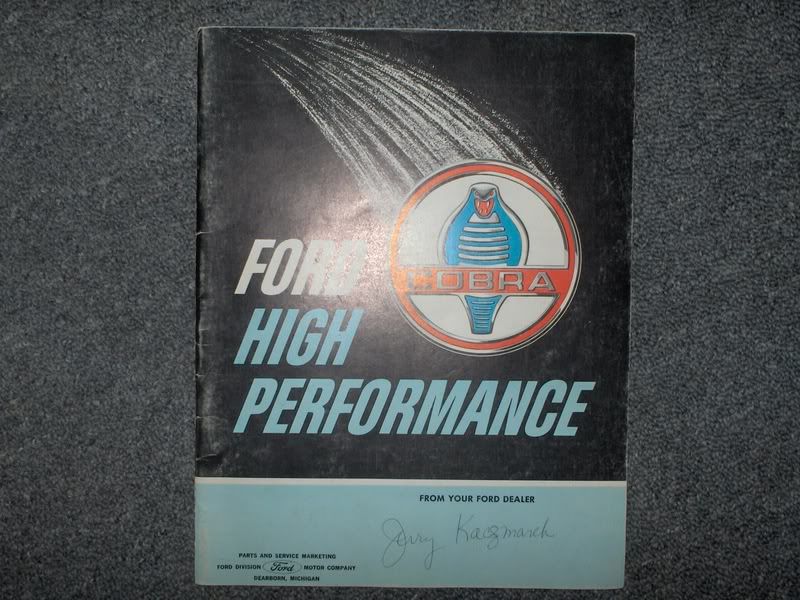 FORD
COBRA
HIGH
PERFORMANCE
FROM YOUR FORD DEALER
Jerry Kaczmarek
PARTS AND SERVICE MARKETING
FORD DIVISION Ford MOTOR COMPANY
DEARBORN, MICHIGAN